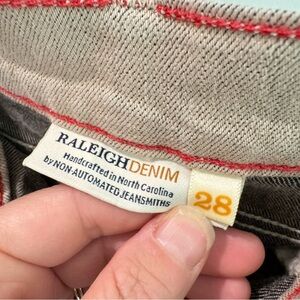 RALEIGHDENIM
Handcrafted in North Carolina
by NON-AUTOMATED JEANSMITHS
28